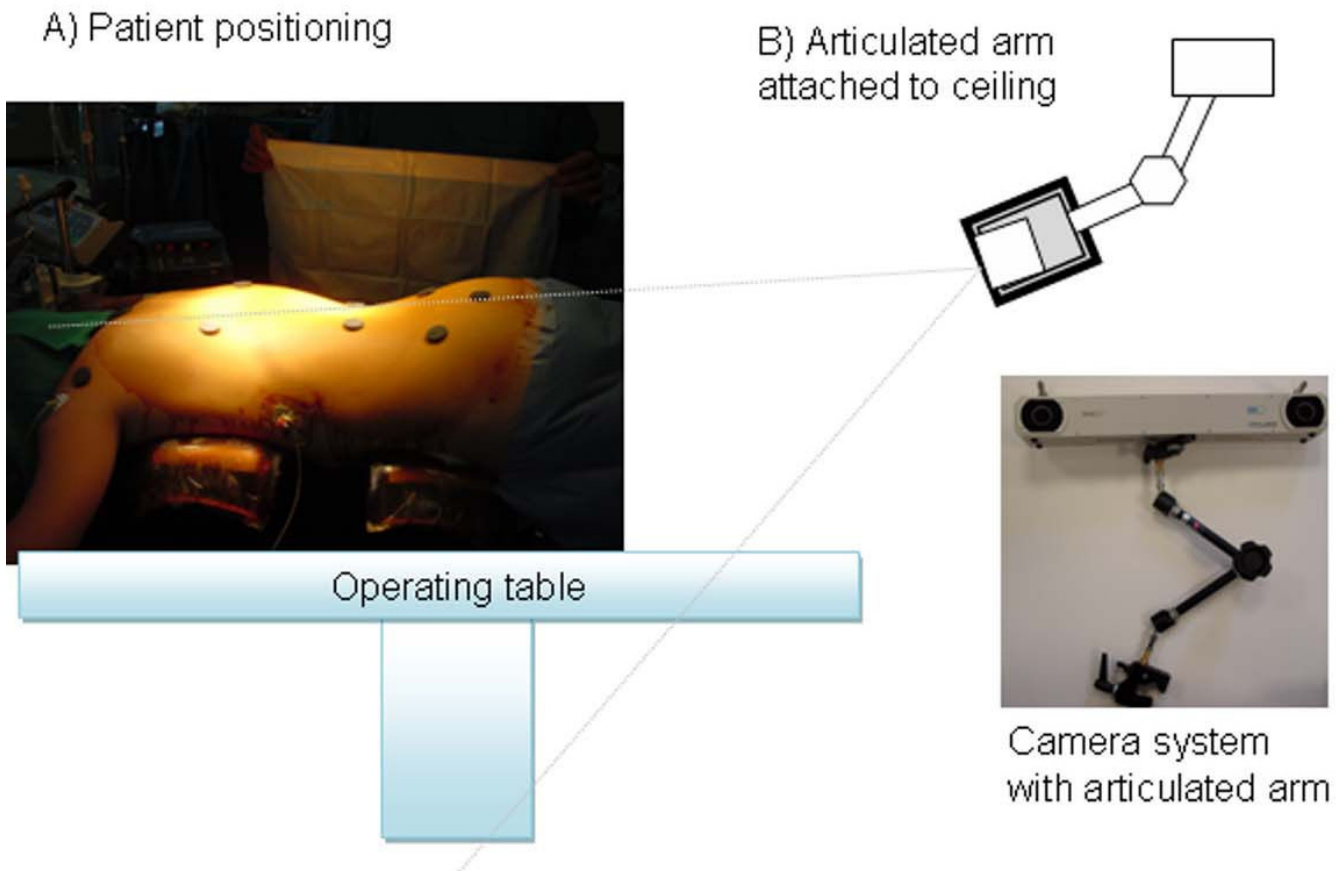 A) Patient positioning
B) Articulated arm
attached to ceiling
Operating table
Camera system
with articulated arm